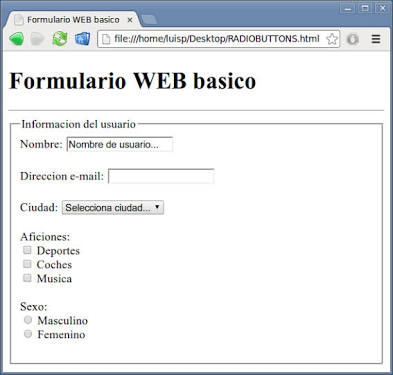 Formulario WEB basico
file:///home/luisp/Desktop/RADIOBUTTONS.html
Formulario WEB basico
Informacion del usuario
Nombre: Nombre de usuario...
Direccion e-mail:
Ciudad: Selecciona ciudad...
Aficiones:
Deportes
Coches
Musica
Sexo:
Masculino
Femenino